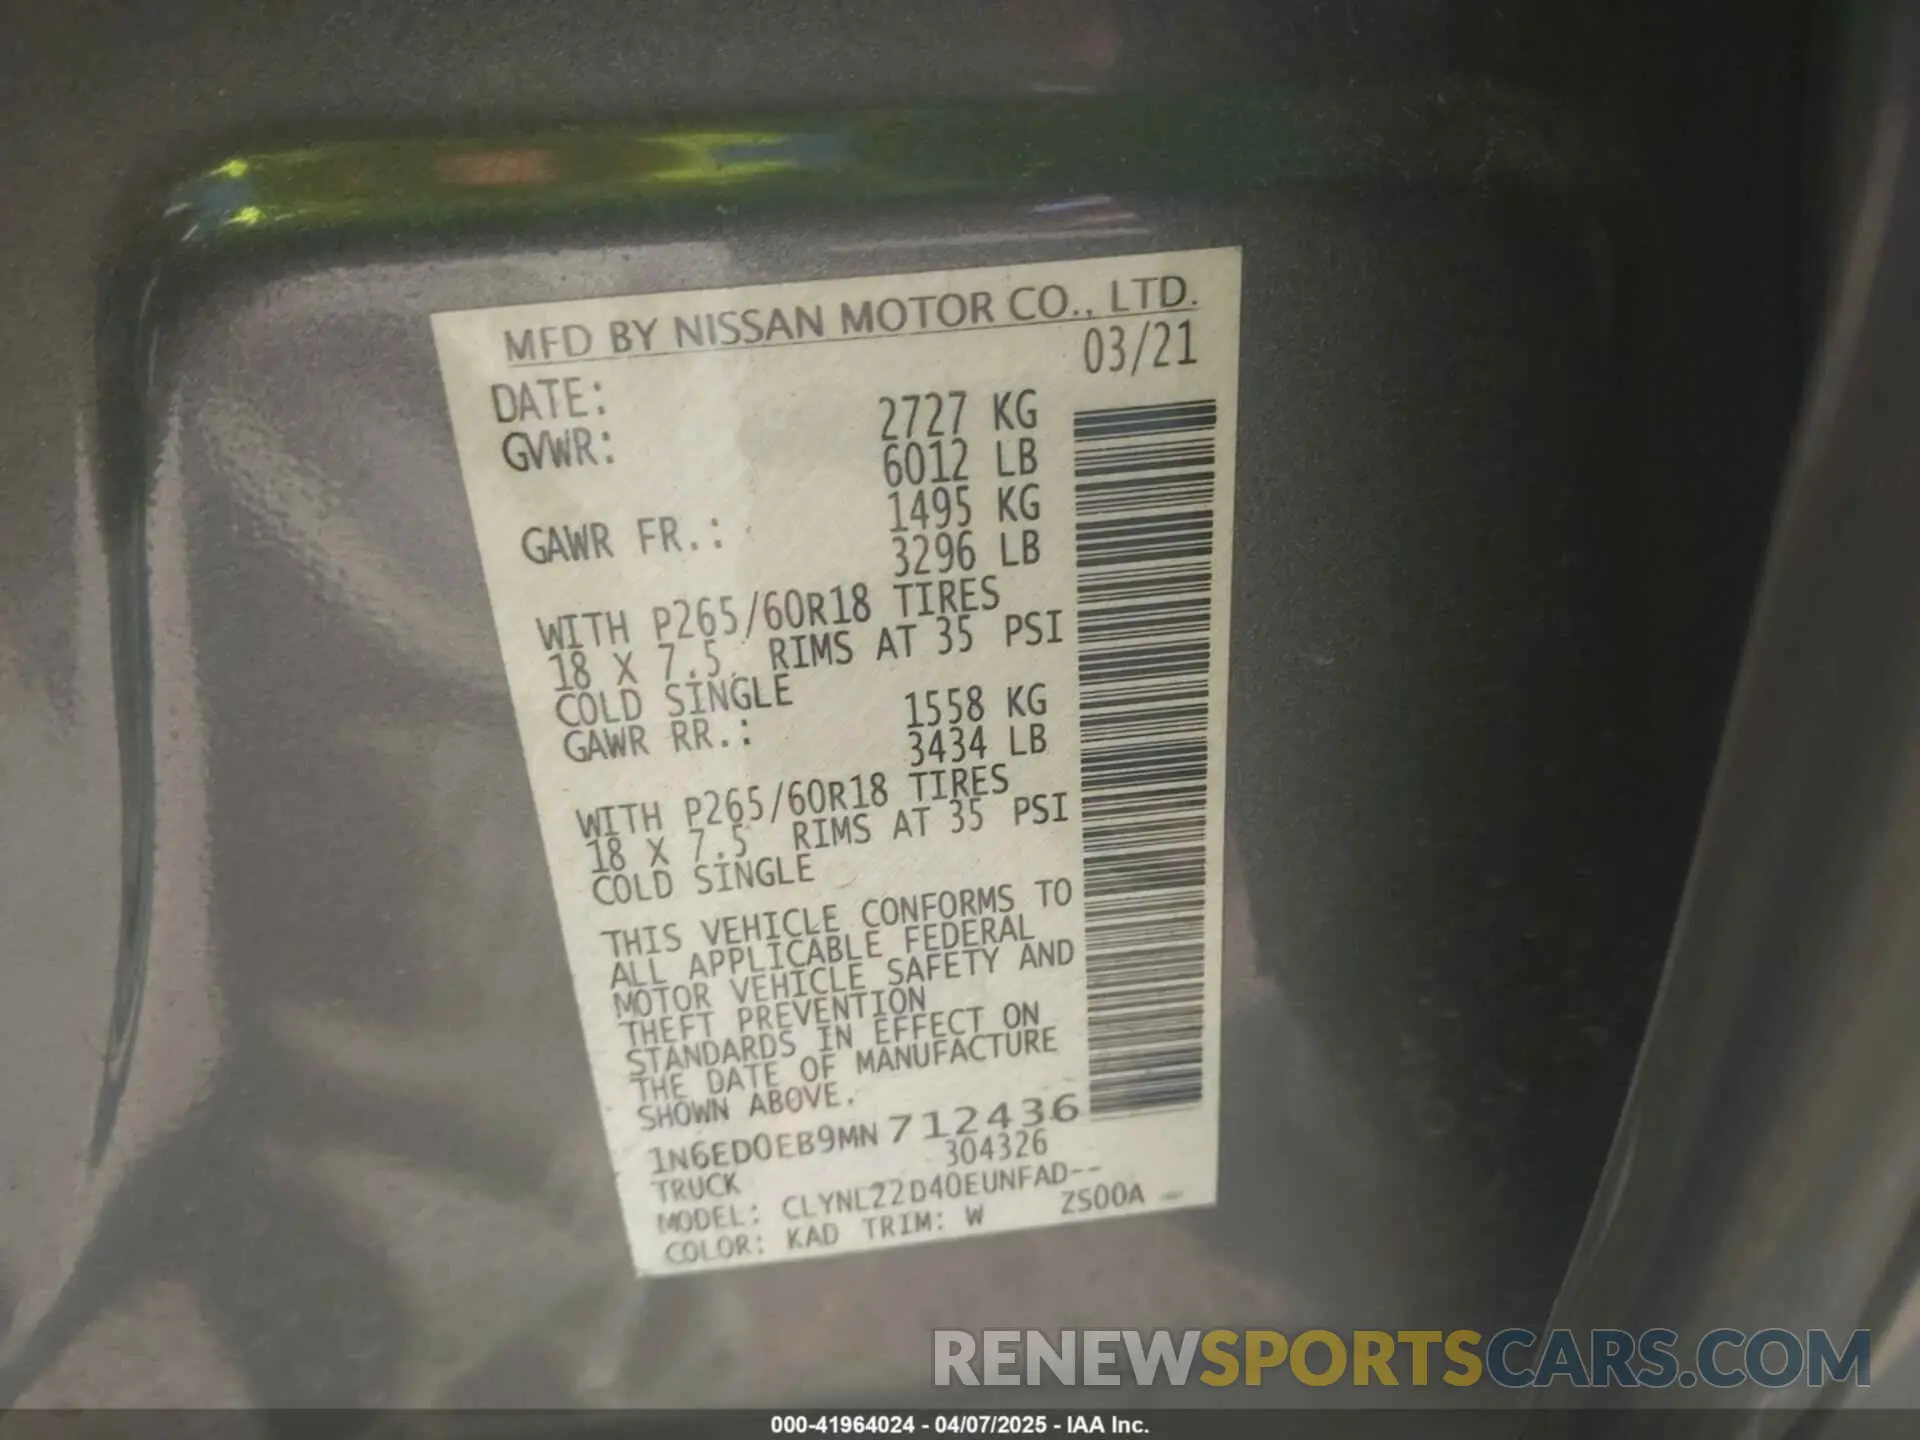 MFD BY NISSAN MOTOR CO., LTD.
DATE: 03/21
GVWR: 2727 KG
6012 LB
GAWR FR.: 1495 KG
3296 LB
WITH P265/60R18 TIRES
18 X 7.5 RIMS AT 35 PSI
COLD SINGLE
GAWR RR.: 1558 KG
3434 LB
WITH P265/60R18 TIRES
18 X 7.5 RIMS AT 35 PSI
COLD SINGLE
THIS VEHICLE CONFORMS TO
ALL APPLICABLE FEDERAL
MOTOR VEHICLE SAFETY AND
THEFT PREVENTION
STANDARDS IN EFFECT ON
THE DATE OF MANUFACTURE
SHOWN ABOVE.
1N6ED0EB9MN712436
TRUCK 304326
MODEL: CLYNL22D40EUNFAD--
COLOR: KAD TRIM: W ZS00A -
RENEWSPORTSCARS.COM
000-41964024 - 04/07/2025 - IAA Inc.